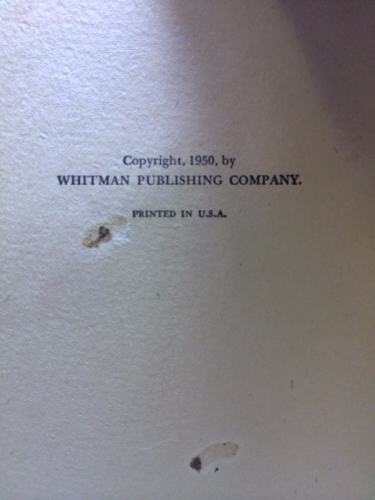 Copyright, 1950, by
WHITMAN PUBLISHING COMPANY.
PRINTED IN U.S.A.